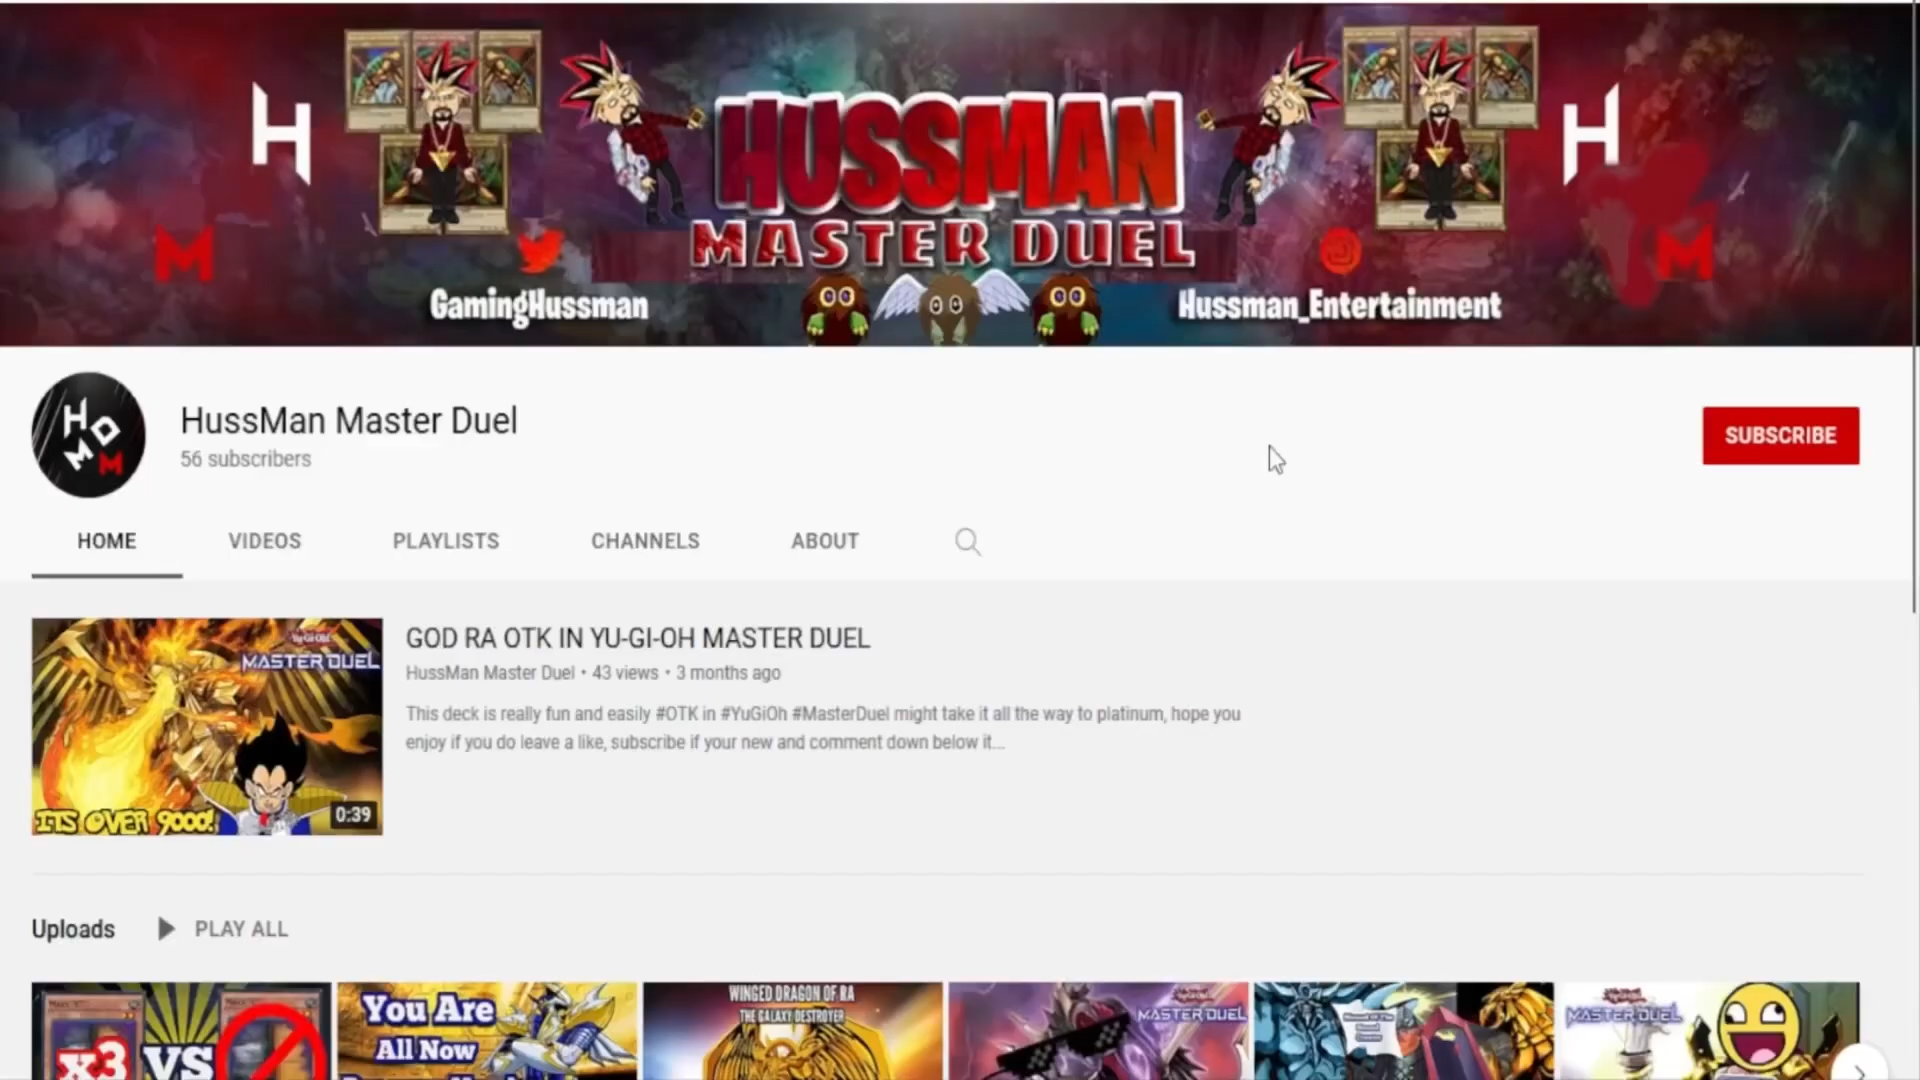 H
H
HUSSMAN
MASTER DUEL
M
M
GamingHussman
Hussman_Entertainment
H D
M M
HussMan Master Duel
56 subscribers
SUBSCRIBE
HOME
VIDEOS
PLAYLISTS
CHANNELS
ABOUT
Yu-Gi-Oh!
MASTER DUEL
ITS OVER 9000!
0:39
GOD RA OTK IN YU-GI-OH MASTER DUEL
HussMan Master Duel • 43 views • 3 months ago
This deck is really fun and easily #OTK in #YuGiOh #MasterDuel might take it all the way to platinum, hope you
enjoy if you do leave a like, subscribe if your new and comment down below it...
Uploads
PLAY ALL
x3 VS
You Are
All Now
WINGED DRAGON OF RA
THE GALAXY DESTROYER
MASTER DUEL
MASTER DUEL